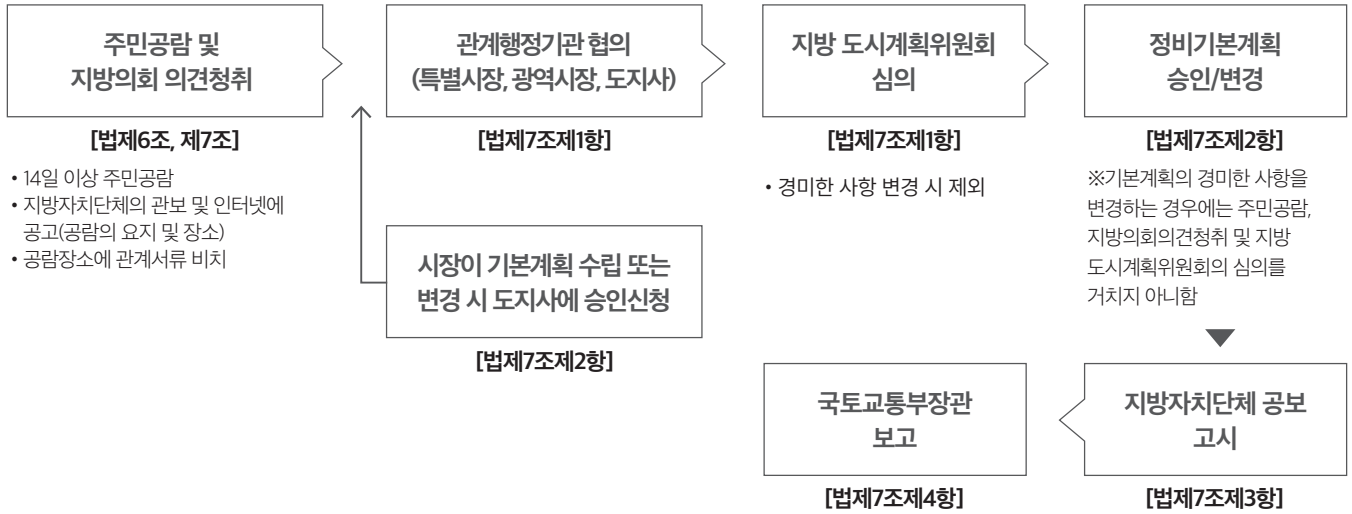 주민공람 및
지방의회 의견청취
[법제6조, 제7조]
• 14일 이상 주민공람
• 지방자치단체의 관보 및 인터넷에
공고(공람의 요지 및 장소)
• 공람장소에 관계서류 비치
관계행정기관 협의
(특별시장, 광역시장, 도지사)
[법제7조제1항]
시장이 기본계획 수립 또는
변경 시 도지사에 승인신청
[법제7조제2항]
지방 도시계획위원회
심의
[법제7조제1항]
• 경미한 사항 변경 시 제외
정비기본계획
승인/변경
[법제7조제2항]
※기본계획의 경미한 사항을
변경하는 경우에는 주민공람,
지방의회의견청취 및 지방
도시계획위원회의 심의를
거치지 아니함
지방자치단체 공보
고시
[법제7조제3항]
국토교통부장관
보고
[법제7조제4항]